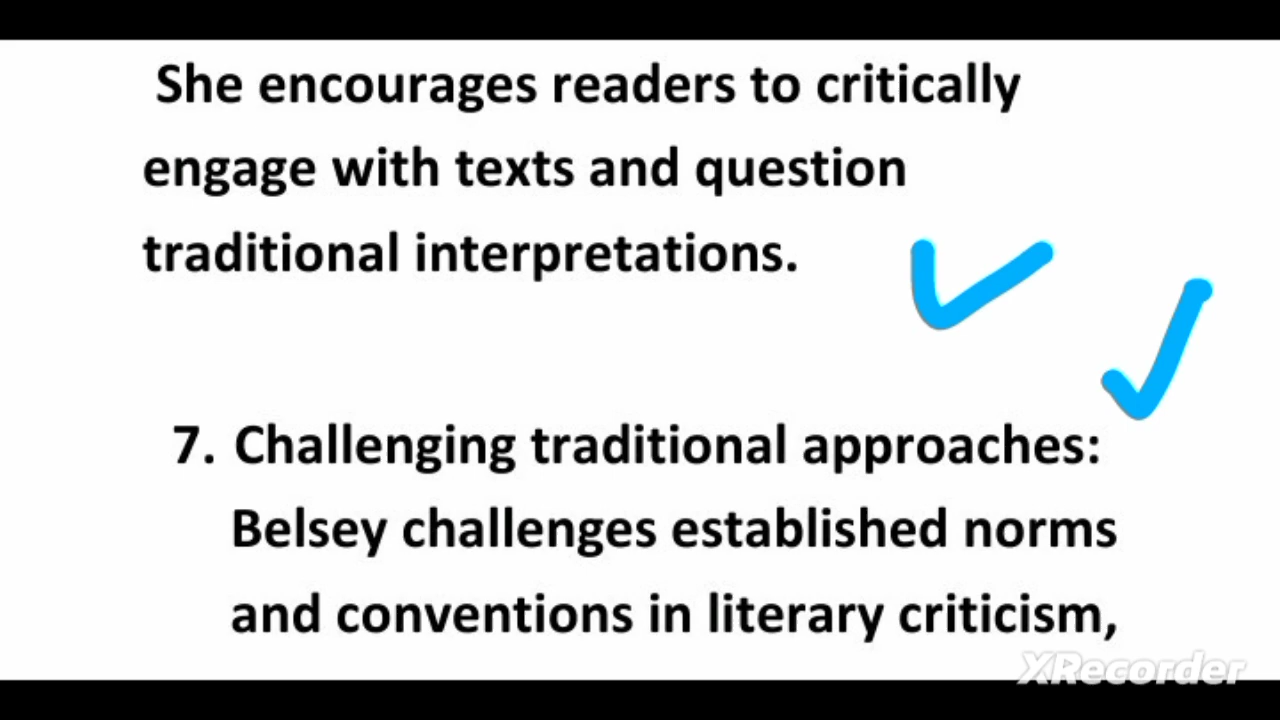 She encourages readers to critically
engage with texts and question
traditional interpretations.
7. Challenging traditional approaches:
Belsey challenges established norms
and conventions in literary criticism,
XRecorder